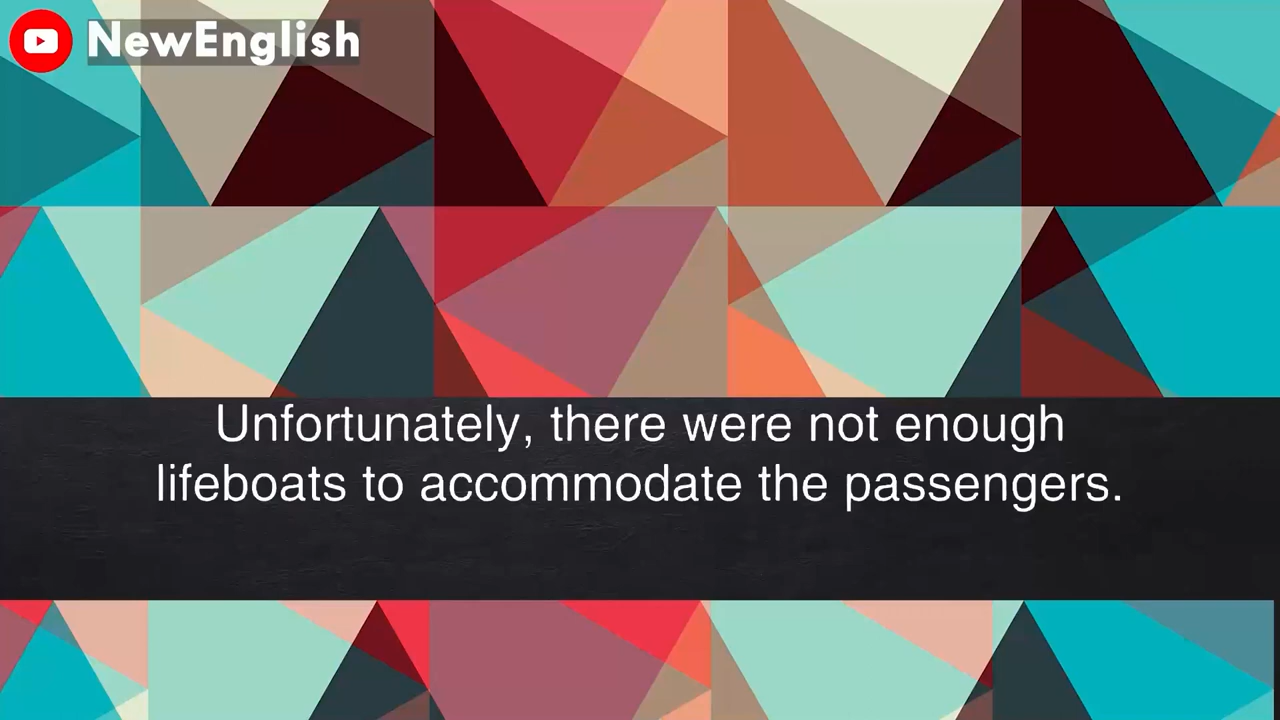 NewEnglish
Unfortunately, there were not enough
lifeboats to accommodate the passengers.